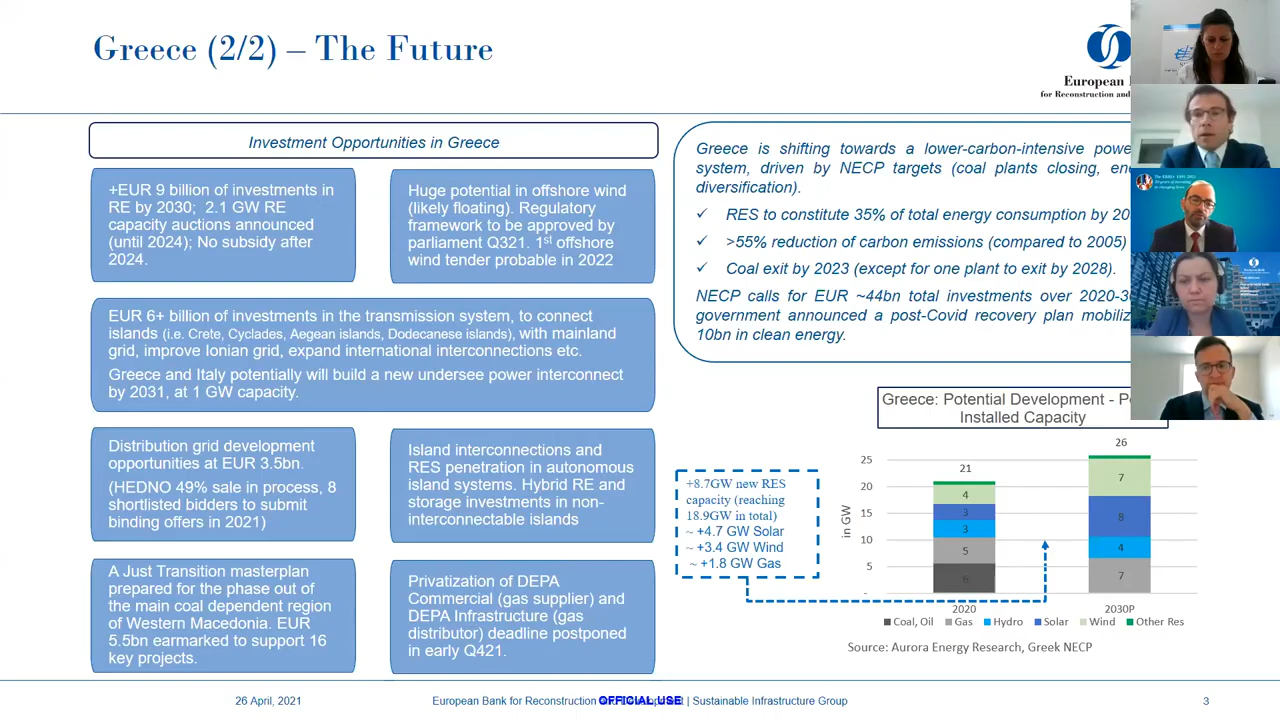 Greece (2/2) – The Future
European
for Reconstruction and
Investment Opportunities in Greece
+EUR 9 billion of investments in
RE by 2030; 2.1 GW RE
capacity auctions announced
(until 2024); No subsidy after
2024.
Huge potential in offshore wind
(likely floating). Regulatory
framework to be approved by
parliament Q321. 1st offshore
wind tender probable in 2022
EUR 6+ billion of investments in the transmission system, to connect
islands (i.e. Crete, Cyclades, Aegean islands, Dodecanese islands), with mainland
grid, improve Ionian grid, expand international interconnections etc.
Greece and Italy potentially will build a new undersee power interconnect
by 2031, at 1 GW capacity.
Distribution grid development
opportunities at EUR 3.5bn.
(HEDNO 49% sale in process, 8
shortlisted bidders to submit
binding offers in 2021)
Island interconnections and
RES penetration in autonomous
island systems. Hybrid RE and
storage investments in non-
interconnectable islands
A Just Transition masterplan
prepared for the phase out of
the main coal dependent region
of Western Macedonia. EUR
5.5bn earmarked to support 16
key projects.
Privatization of DEPA
Commercial (gas supplier) and
DEPA Infrastructure (gas
distributor) deadline postponed
in early Q421.
Greece is shifting towards a lower-carbon-intensive
system, driven by NECP targets (coal plants closing,
diversification).
✓ RES to constitute 35% of total energy consumption by
✓ >55% reduction of carbon emissions (compared to 2005)
✓ Coal exit by 2023 (except for one plant to exit by 2028).
NECP calls for EUR ~44bn total investments over
government announced a post-Covid recovery plan
10bn in clean energy.
Greece: Potential Development -
Installed Capacity
+8.7GW new RES
capacity (reaching
18.9GW in total)
~ +4.7 GW Solar
~ +3.4 GW Wind
~ +1.8 GW Gas
in GW
25
20
15
10
5
-
21
4
3
3
5
6
26
7
8
4
7
2020 2030P
Coal, Oil Gas Hydro Solar Wind Other Res
Source: Aurora Energy Research, Greek NECP
26 April, 2021 European Bank for Reconstruction and Development | Sustainable Infrastructure Group 3
OFFICIAL USE